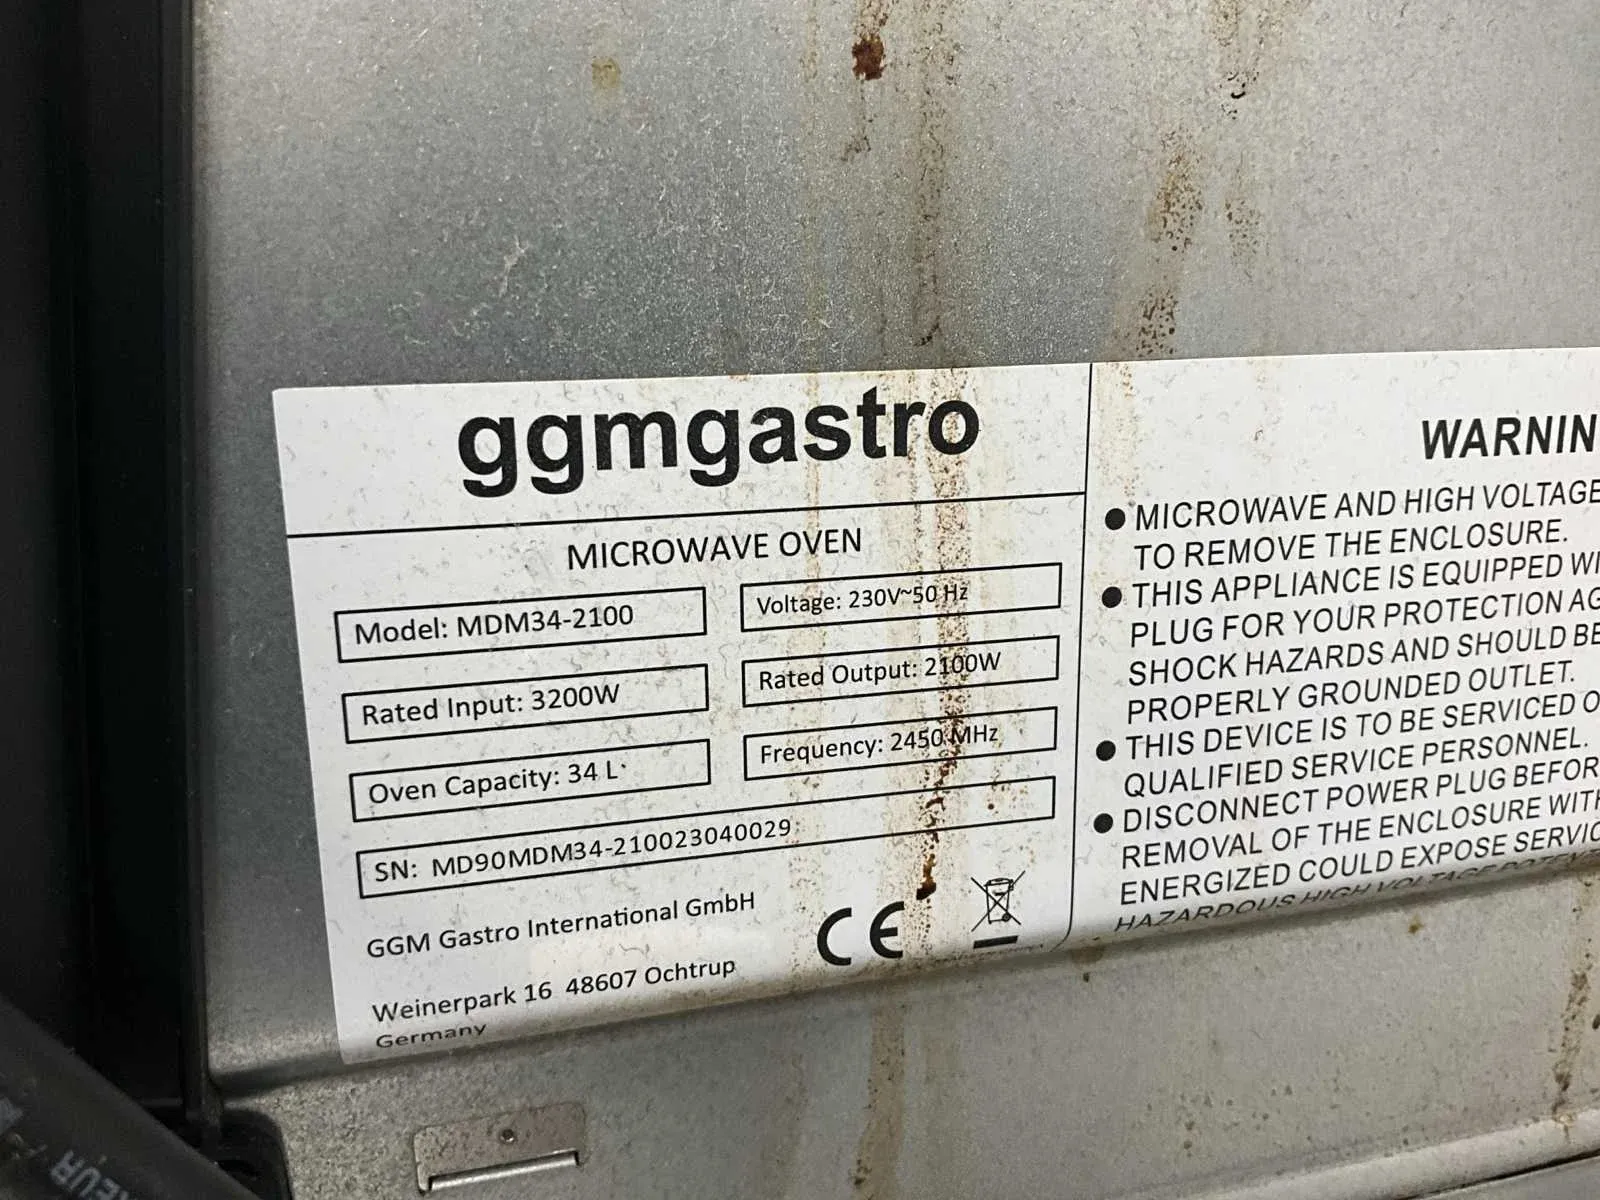 ggmgastro
MICROWAVE OVEN
Model: MDM34-2100
Voltage: 230V~50 Hz
Rated Input: 3200W
Rated Output: 2100W
Oven Capacity: 34 L
Frequency: 2450 MHz
SN: MD90MDM34-210023040029
GGM Gastro International GmbH
Weinerpark 16 48607 Ochtrup
Germany
CE
WARNIN
● MICROWAVE AND HIGH VOLTAGE
TO REMOVE THE ENCLOSURE.
● THIS APPLIANCE IS EQUIPPED WI
PLUG FOR YOUR PROTECTION AG
SHOCK HAZARDS AND SHOULD BE
PROPERLY GROUNDED OUTLET.
● THIS DEVICE IS TO BE SERVICED O
QUALIFIED SERVICE PERSONNEL.
● DISCONNECT POWER PLUG BEFOR
REMOVAL OF THE ENCLOSURE WITH
ENERGIZED COULD EXPOSE SERVIC
HAZARDOUS HIGH VOLTAGE POTE